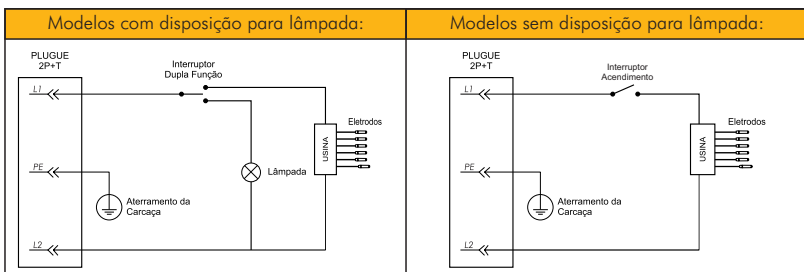 Modelos com disposição para lâmpada:
PLUGUE
2P+T
Interruptor
Dupla Função
L1
PE
L2
Aterramento da
Carcaça
Lâmpada
USINA
Eletrodos
Modelos sem disposição para lâmpada:
PLUGUE
2P+T
Interruptor
Acendimento
L1
PE
L2
Aterramento da
Carcaça
USINA
Eletrodos